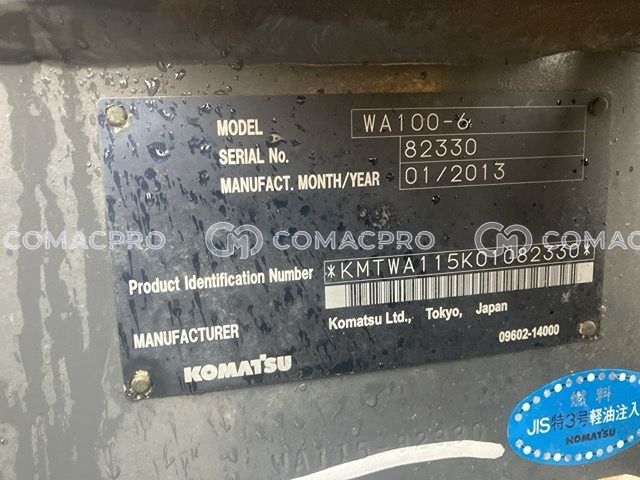 MODEL WA100-6
SERIAL No. 82330
MANUFACT. MONTH/YEAR 01/2013
COMACPRO COMACPRO COMACPRO
Product Identification Number *KMTWA115K01082330*
MANUFACTURER Komatsu Ltd., Tokyo, Japan
09602-14000
KOMATSU
燃料
JIS特3号軽油注入
KOMATSU
WA115 82330